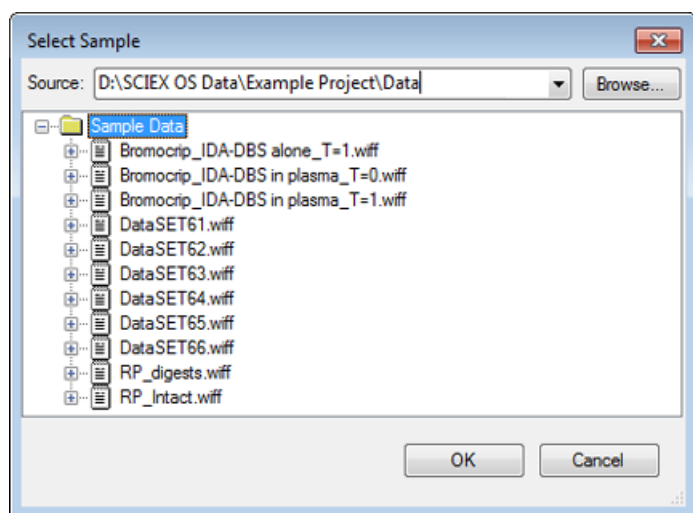 Select Sample
Source: D:\SCIEX OS Data\Example Project\Data Browse...
Sample Data
Bromocrip_IDA-DBS alone_T=1.wiff
Bromocrip_IDA-DBS in plasma_T=0.wiff
Bromocrip_IDA-DBS in plasma_T=1.wiff
DataSET61.wiff
DataSET62.wiff
DataSET63.wiff
DataSET64.wiff
DataSET65.wiff
DataSET66.wiff
RP_digests.wiff
RP_Intact.wiff
OK Cancel